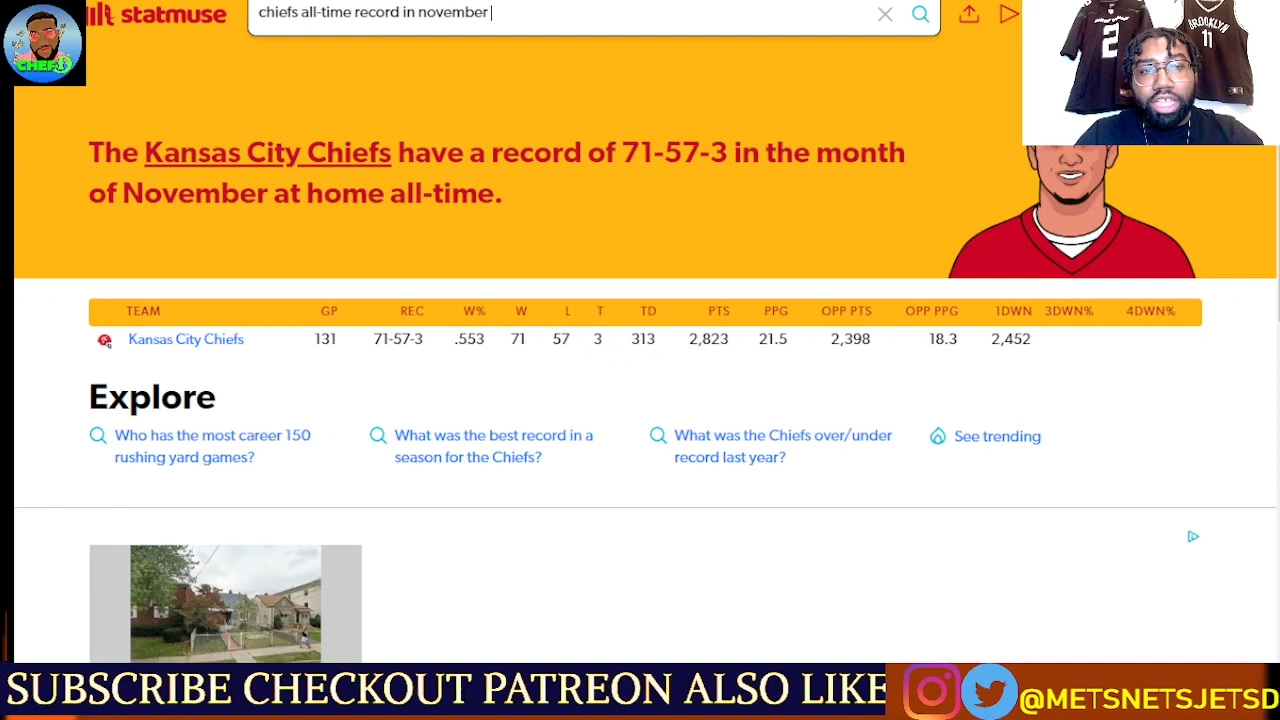 statmuse
chiefs all-time record in november
CHEF
2
BROOKLYN
11
The Kansas City Chiefs have a record of 71-57-3 in the month
of November at home all-time.
TEAM GP REC W% W L T TD PTS PPG OPP PTS OPP PPG 1DWN 3DWN% 4DWN%
Kansas City Chiefs 131 71-57-3 .553 71 57 3 313 2,823 21.5 2,398 18.3 2,452
Explore
Who has the most career 150
rushing yard games?
What was the best record in a
season for the Chiefs?
What was the Chiefs over/under
record last year?
See trending
SUBSCRIBE CHECKOUT PATREON ALSO LIKE
@METSNETSJETSD